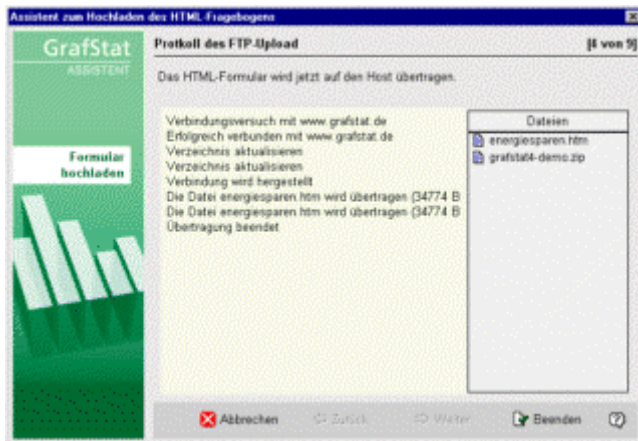 Assistent zum Hochladen des HTML-Fragebogens
GrafStat
ASSISTENT
Formular
hochladen
Protkoll des FTP-Upload
[4 von 9]
Das HTML-Formular wird jetzt auf den Host übertragen.
Verbindungsversuch mit www.grafstat.de
Erfolgreich verbunden mit www.grafstat.de
Verzeichnis aktualisieren
Verzeichnis aktualisieren
Verbindung wird hergestellt
Die Datei energiesparen.htm wird übertragen (34774 B
Die Datei energiesparen.htm wird übertragen (34774 B
Übertragung beendet
Dateien
energiesparen.htm
grafstat4-demo.zip
Abbrechen
Zurück
Weiter
Beenden